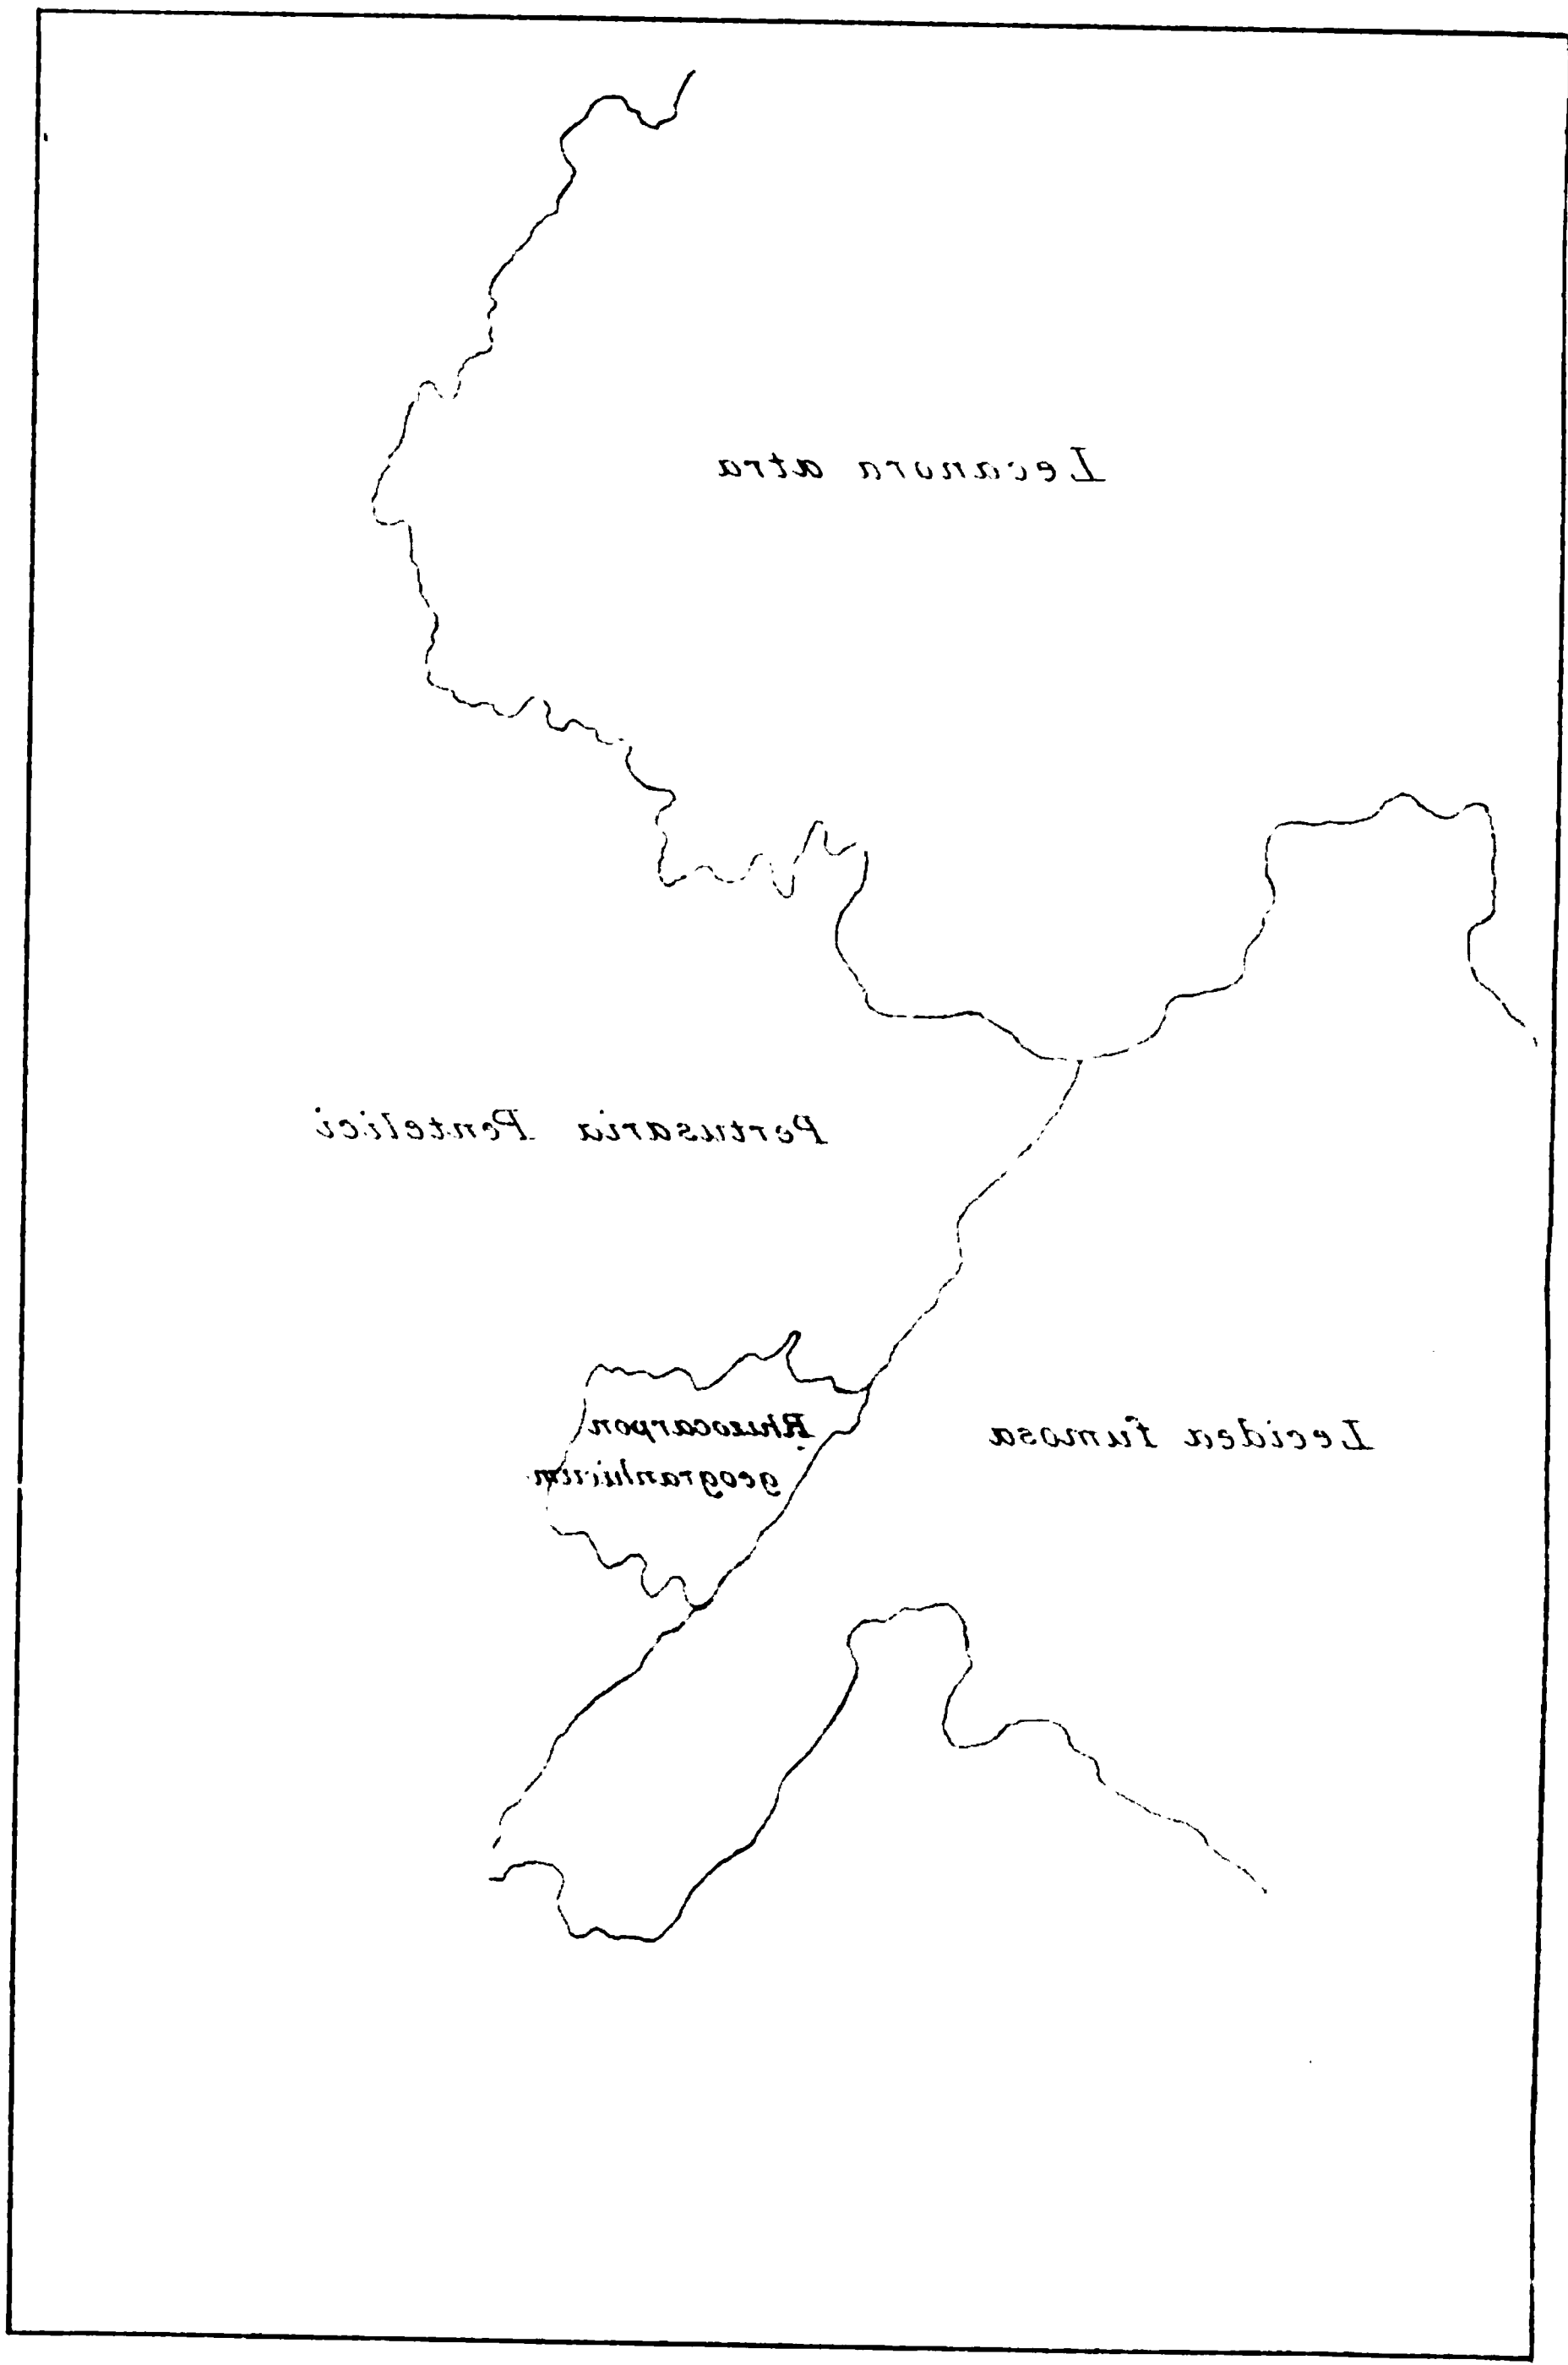 Lecanora atra
Pertusaria Pentelici
Rhizocarpon
geographicum
Lecidea fumosa